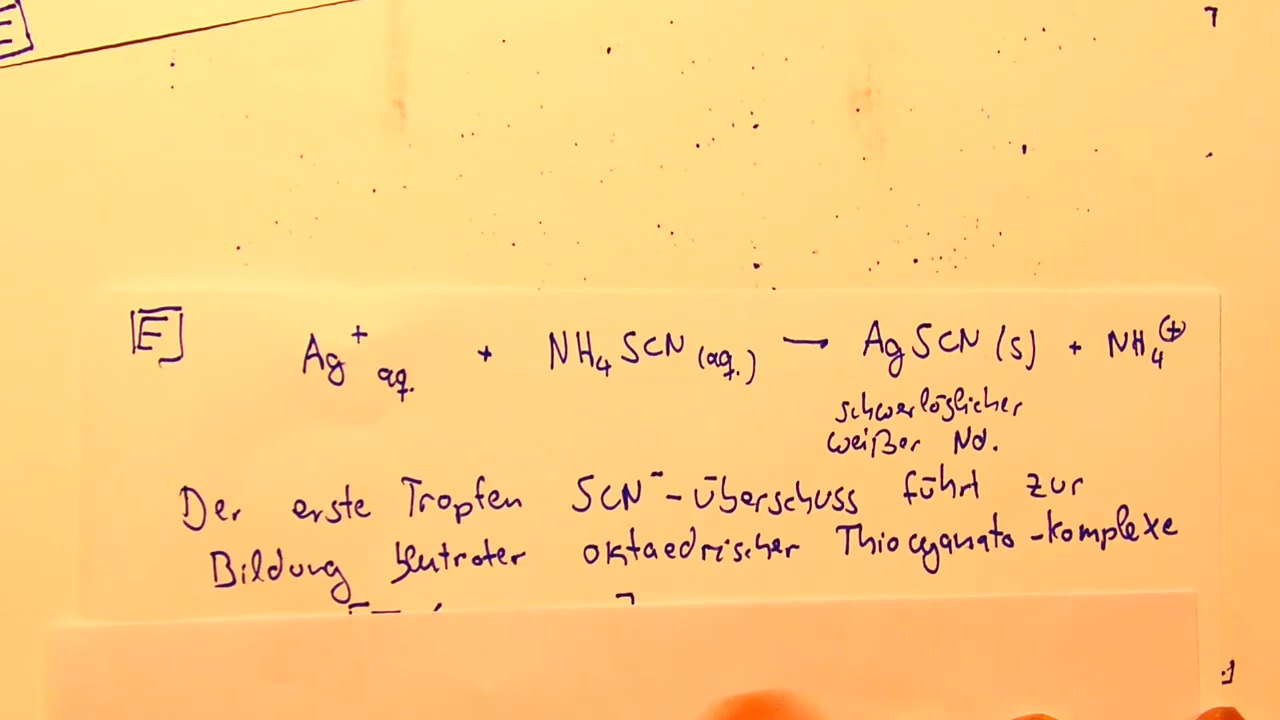 E
[E] Ag⁺ aq. + NH₄SCN (aq.) → AgSCN (s) + NH₄⊕
schwerlöslicher
weißer Nd.
Der erste Tropfen SCN⁻-Überschuss führt zur
Bildung blutroter oktaedrischer Thiocyanato-komplexe